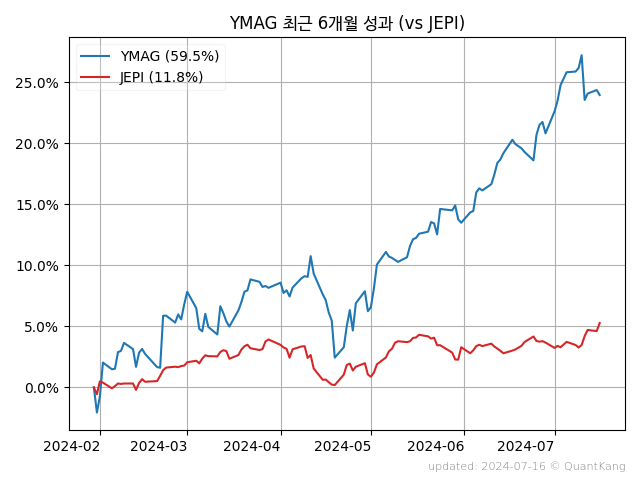 YMAG 최근 6개월 성과 (vs JEPI)
YMAG (59.5%)
JEPI (11.8%)
25.0%
20.0%
15.0%
10.0%
5.0%
0.0%
2024-02 2024-03 2024-04 2024-05 2024-06 2024-07
updated: 2024-07-16 © QuantKang